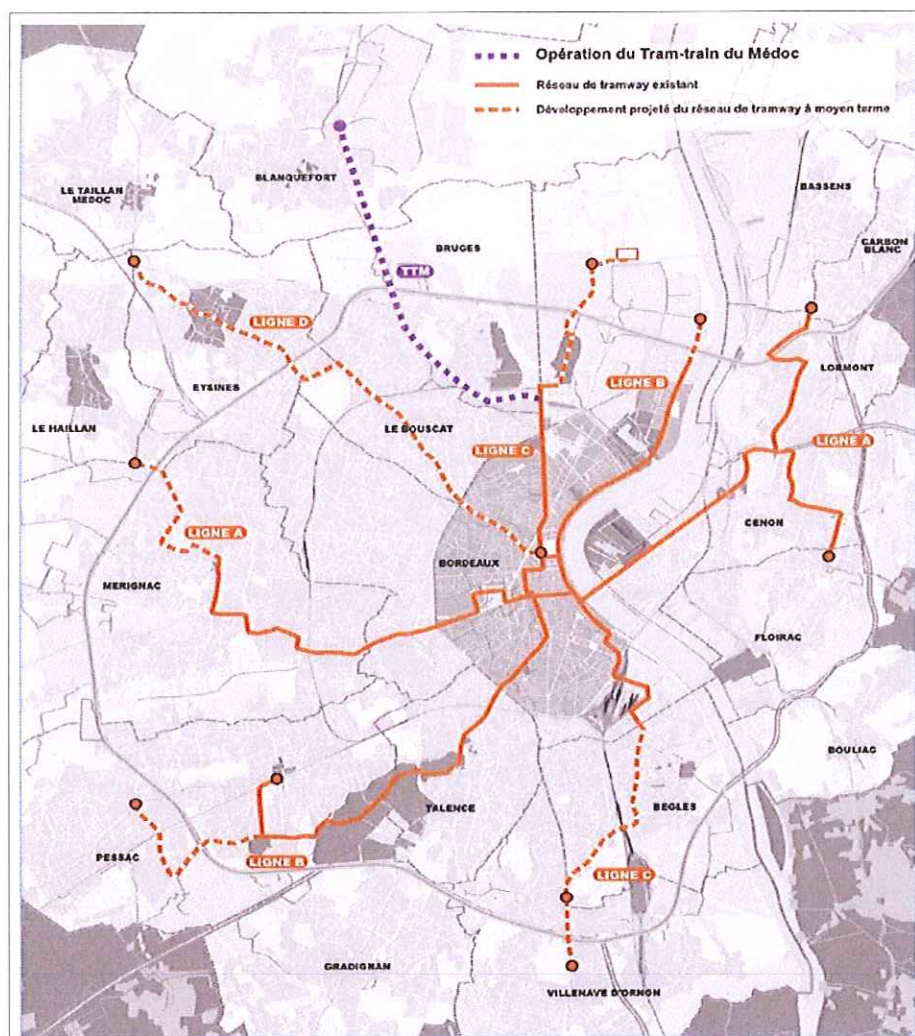 Opération du Tram-train du Médoc
Réseau de tramway existant
Développement projeté du réseau de tramway à moyen terme
BLANQUEFORT
LE TAILLAN
MEDOC
BASSENS
CARBON
BLANC
BRUGES
TTM
LIGNE D
EYSINES
LORMONT
LIGNE B
LE HAILLAN
LE BOUSCAT
LIGNE C
LIGNE A
CENON
LIGNE A
BORDEAUX
MERIGNAC
FLOIRAC
BOULIAC
TALENCE
BEGLES
PESSAC
LIGNE B
LIGNE C
GRADIGNAN
VILLENAVE D'ORNON